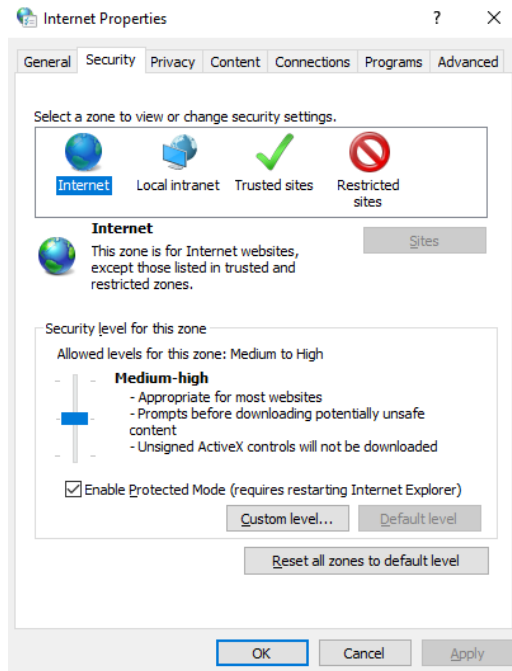 Internet Properties
?
General Security Privacy Content Connections Programs Advanced
Select a zone to view or change security settings.
Internet Local intranet Trusted sites Restricted
sites
Internet
Sites
This zone is for Internet websites,
except those listed in trusted and
restricted zones.
Security level for this zone
Allowed levels for this zone: Medium to High
Medium-high
- Appropriate for most websites
- Prompts before downloading potentially unsafe
content
- Unsigned ActiveX controls will not be downloaded
Enable Protected Mode (requires restarting Internet Explorer)
Custom level... Default level
Reset all zones to default level
OK Cancel Apply